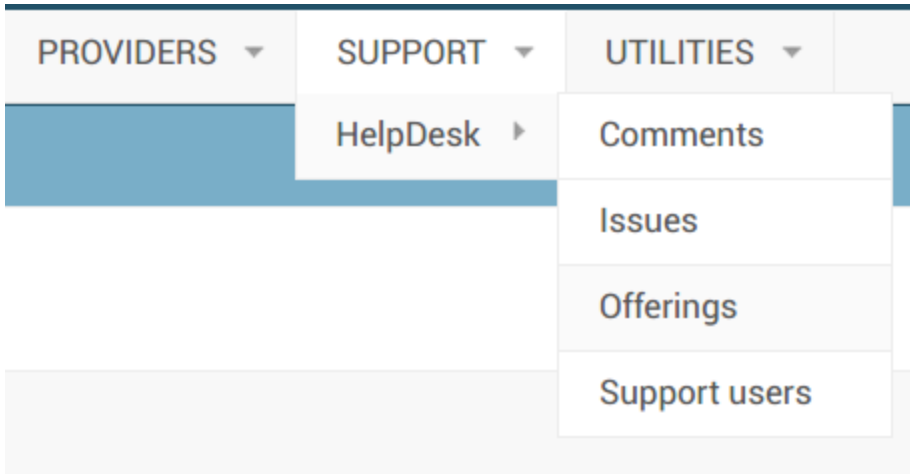 PROVIDERS SUPPORT UTILITIES
HelpDesk Comments
Issues
Offerings
Support users